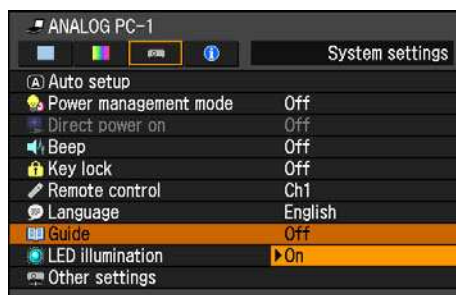 ANALOG PC-1
System settings
Auto setup
Power management mode Off
Direct power on Off
Beep Off
Key lock Off
Remote control Ch1
Language English
Guide Off
LED illumination On
Other settings